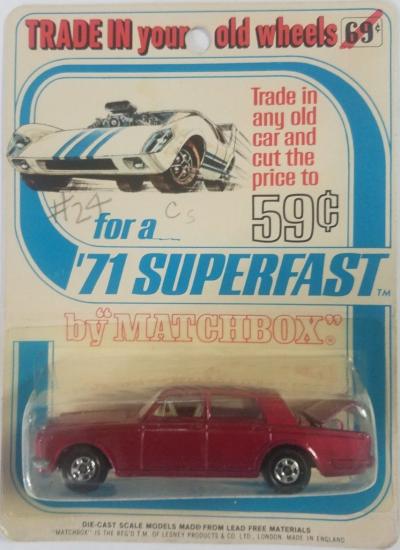 TRADE IN your old wheels 69¢
Trade in
any old
car and
cut the
price to
59¢
#24
CS
for a...
'71 SUPERFAST TM
by "MATCHBOX" ®
DIE-CAST SCALE MODELS MADE FROM LEAD FREE MATERIALS
"MATCHBOX" IS THE REG'D T.M. OF LESNEY PRODUCTS & CO. LTD., LONDON. MADE IN ENGLAND